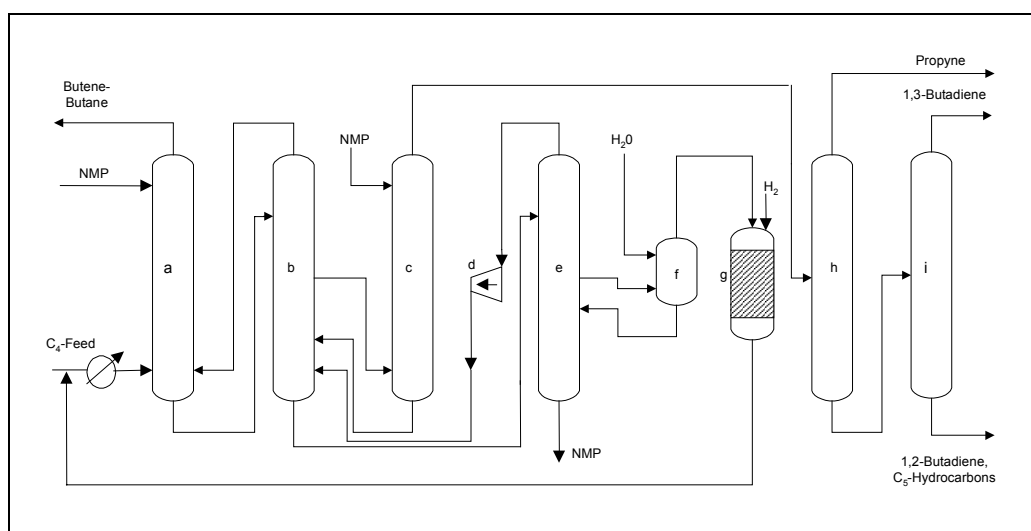 Propyne
Butene-
Butane
1,3-Butadiene
NMP
H20
NMP
H2
d
a
b
c
e
f
g
h
i
C4-Feed
NMP
1,2-Butadiene,
C5-Hydrocarbons